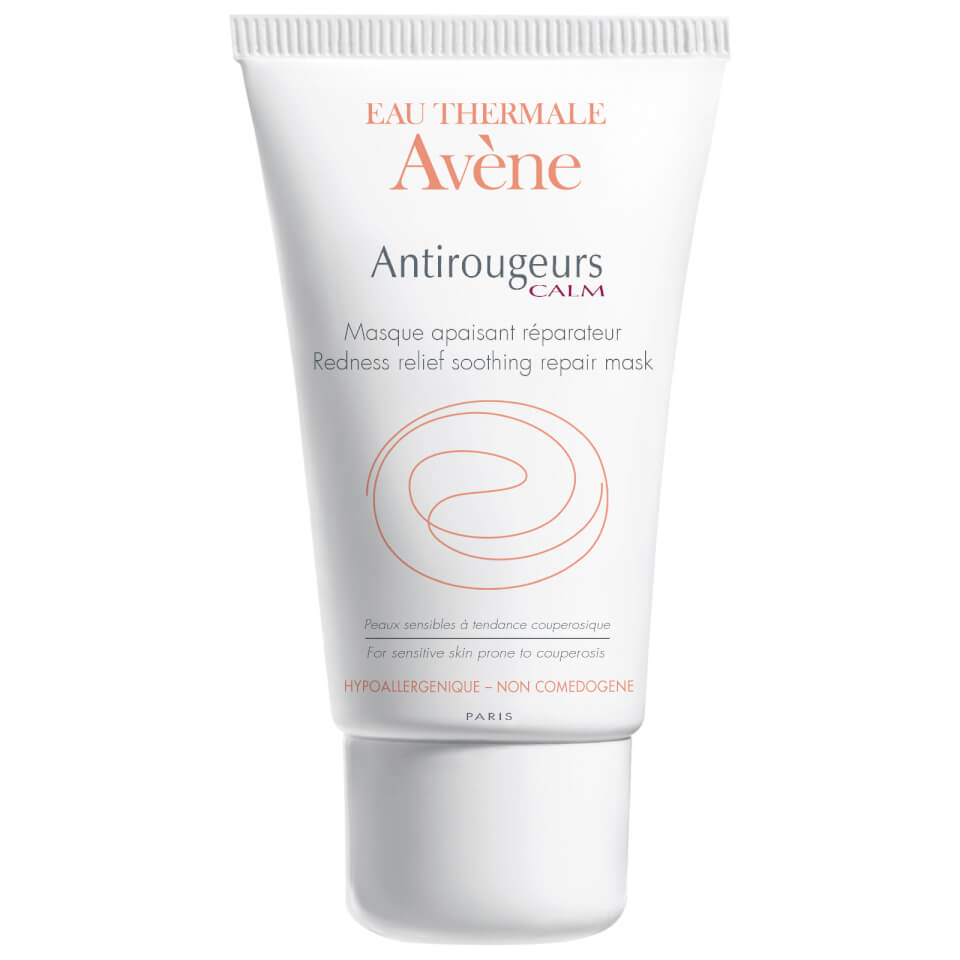 EAU THERMALE
Avène
Antirougeurs
CALM
Masque apaisant réparateur
Redness relief soothing repair mask
Peaux sensibles à tendance couperosique
For sensitive skin prone to couperosis
HYPOALLERGENIQUE – NON COMEDOGENE
PARIS